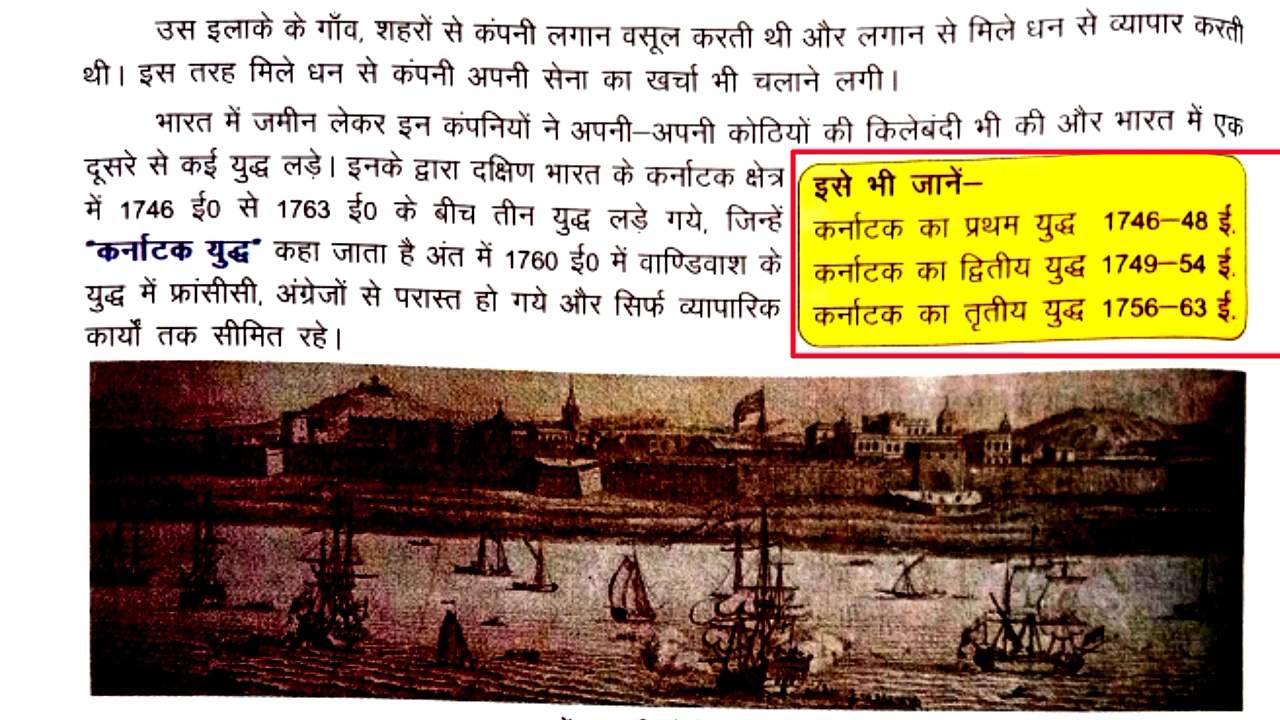 उस इलाके के गाँव, शहरों से कंपनी लगान वसूल करती थी और लगान से मिले धन से व्यापार करती
थी। इस तरह मिले धन से कंपनी अपनी सेना का खर्चा भी चलाने लगी।
भारत में जमीन लेकर इन कंपनियों ने अपनी–अपनी कोठियों की किलेबंदी भी की और भारत में एक
दूसरे से कई युद्ध लड़े। इनके द्वारा दक्षिण भारत के कर्नाटक क्षेत्र
में 1746 ई0 से 1763 ई0 के बीच तीन युद्ध लड़े गये, जिन्हें
"कर्नाटक युद्ध" कहा जाता है अंत में 1760 ई0 में वाण्डिवाश के
युद्ध में फ्रांसीसी, अंग्रेजों से परास्त हो गये और सिर्फ व्यापारिक
कार्यों तक सीमित रहे।
इसे भी जानें–
कर्नाटक का प्रथम युद्ध 1746–48 ई.
कर्नाटक का द्वितीय युद्ध 1749–54 ई.
कर्नाटक का तृतीय युद्ध 1756–63 ई.